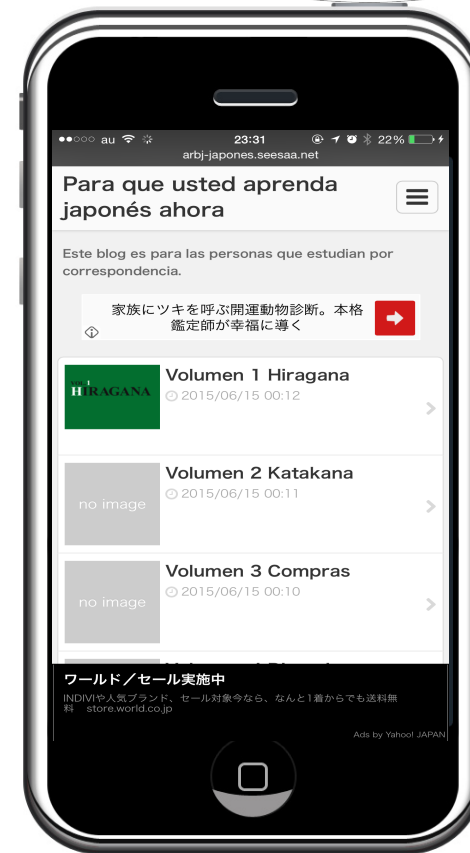 au 23:31 22%
arbj-japones.seesaa.net
Para que usted aprenda
japonés ahora
Este blog es para las personas que estudian por
correspondencia.
家族にツキを呼ぶ開運動物診断。本格
鑑定師が幸福に導く
VOL. 1
HIRAGANA
Volumen 1 Hiragana
2015/06/15 00:12
no image
Volumen 2 Katakana
2015/06/15 00:11
no image
Volumen 3 Compras
2015/06/15 00:10
ワールド／セール実施中
INDIVIや人気ブランド、セール対象今なら、なんと1着からでも送料無
料 store.world.co.jp
Ads by Yahoo! JAPAN